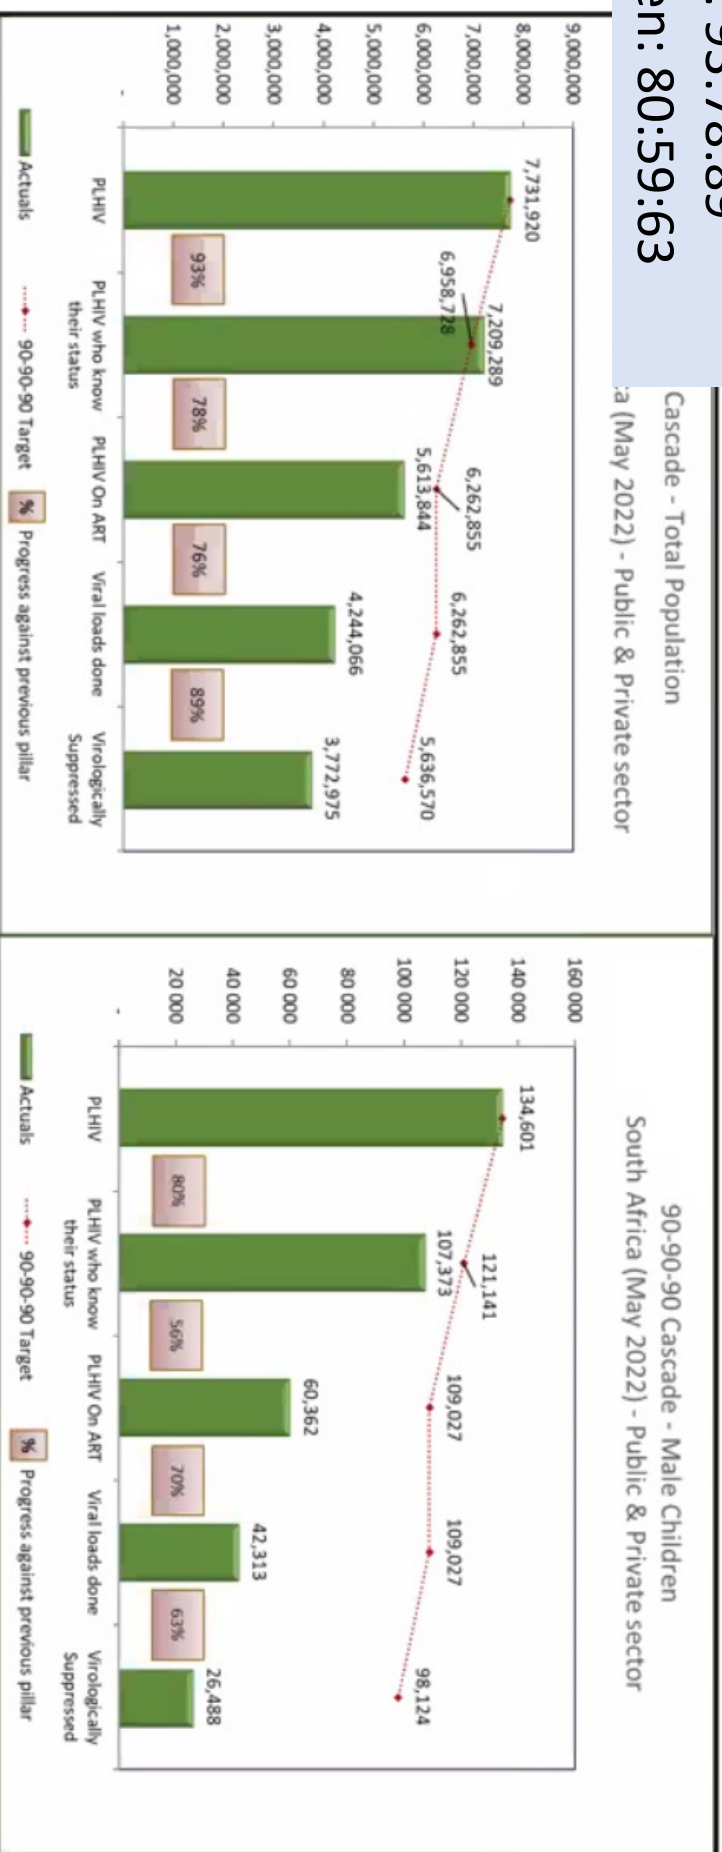 : 93:78:89
en: 80:59:63
Cascade - Total Population
a (May 2022) - Public & Private sector
9,000,000
8,000,000
7,000,000
6,000,000
5,000,000
4,000,000
3,000,000
2,000,000
1,000,000
-
7,731,920
7,209,289
6,958,728
6,262,855
5,613,844
6,262,855
4,244,066
5,636,570
3,772,975
93%
78%
76%
89%
PLHIV
PLHIV who know
their status
PLHIV On ART
Viral loads done
Virologically
Suppressed
Actuals
90-90-90 Target
% Progress against previous pillar
90-90-90 Cascade - Male Children
South Africa (May 2022) - Public & Private sector
160 000
140 000
120 000
100 000
80 000
60 000
40 000
20 000
-
134,601
121,141
107,373
109,027
60,362
109,027
42,313
98,124
26,488
80%
56%
70%
63%
PLHIV
PLHIV who know
their status
PLHIV On ART
Viral loads done
Virologically
Suppressed
Actuals
90-90-90 Target
% Progress against previous pillar